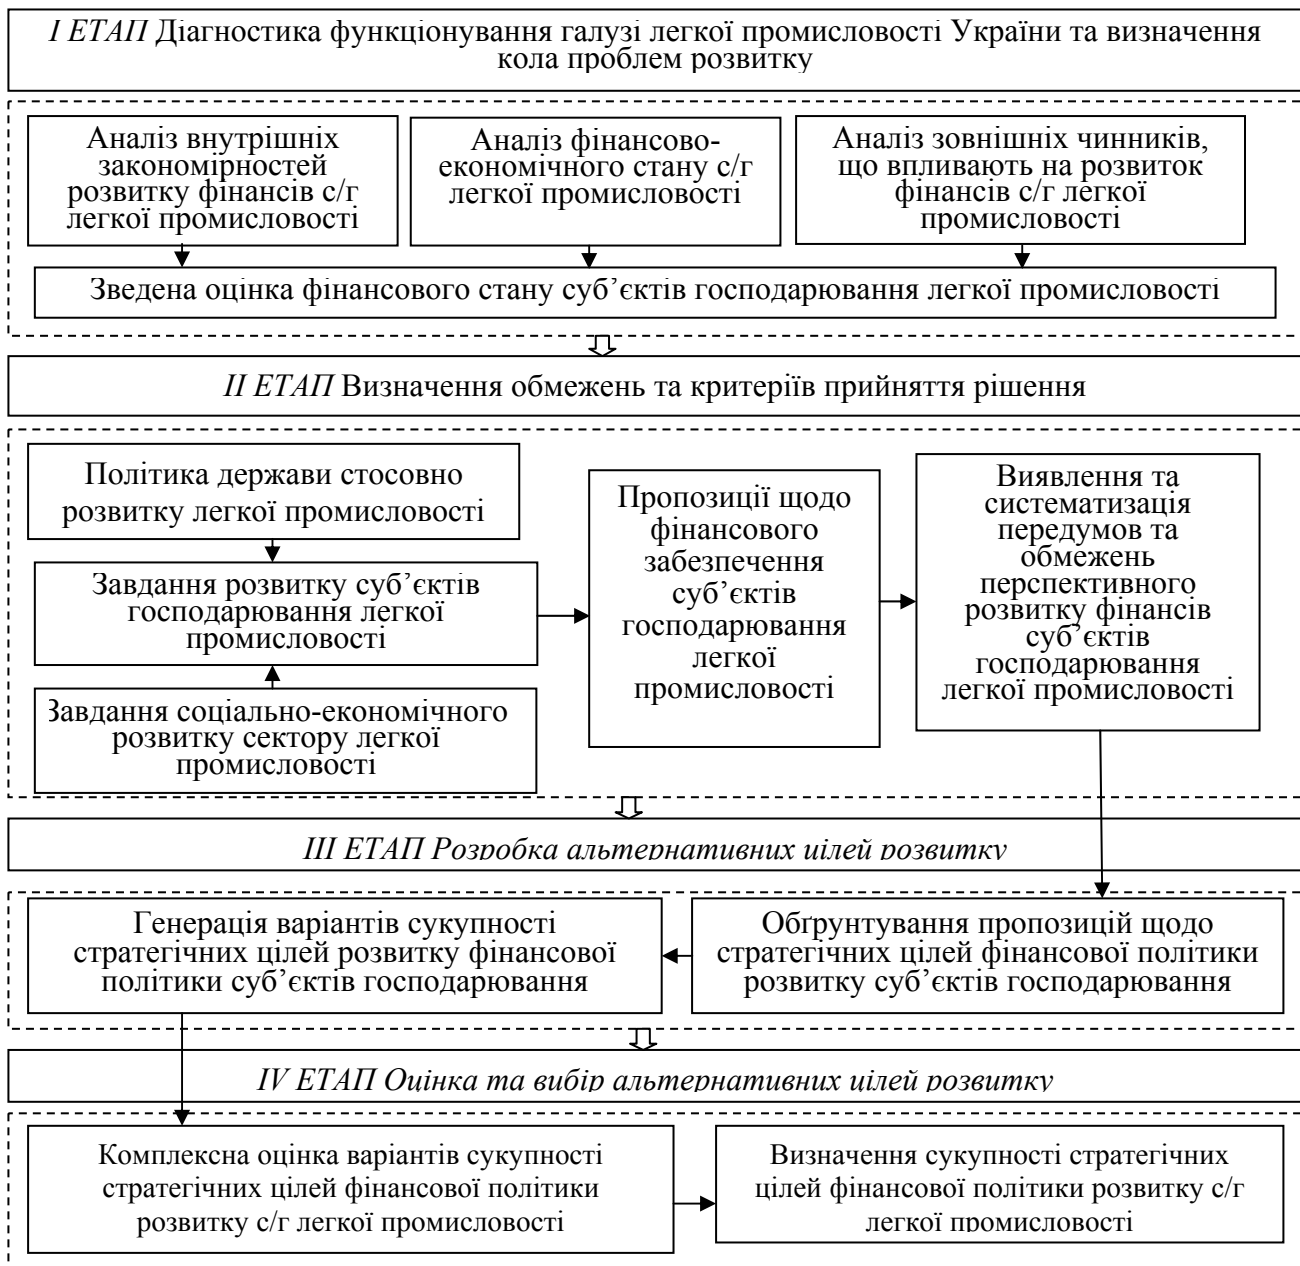 І ЕТАП Діагностика функціонування галузі легкої промисловості України та визначення
кола проблем розвитку
Аналіз внутрішніх
закономірностей
розвитку фінансів с/г
легкої промисловості
Аналіз фінансово-
економічного стану с/г
легкої промисловості
Аналіз зовнішніх чинників,
що впливають на розвиток
фінансів с/г легкої
промисловості
Зведена оцінка фінансового стану суб’єктів господарювання легкої промисловості
ІІ ЕТАП Визначення обмежень та критеріїв прийняття рішення
Політика держави стосовно
розвитку легкої промисловості
Завдання розвитку суб’єктів
господарювання легкої
промисловості
Завдання соціально-економічного
розвитку сектору легкої
промисловості
Пропозиції щодо
фінансового
забезпечення
суб’єктів
господарювання
легкої
промисловості
Виявлення та
систематизація
передумов та
обмежень
перспективного
розвитку фінансів
суб’єктів
господарювання
легкої промисловості
ІІІ ЕТАП Розробка альтернативних цілей розвитку
Генерація варіантів сукупності
стратегічних цілей розвитку фінансової
політики суб’єктів господарювання
Обґрунтування пропозицій щодо
стратегічних цілей фінансової політики
розвитку суб’єктів господарювання
IV ЕТАП Оцінка та вибір альтернативних цілей розвитку
Комплексна оцінка варіантів сукупності
стратегічних цілей фінансової політики
розвитку с/г легкої промисловості
Визначення сукупності стратегічних
цілей фінансової політики розвитку с/г
легкої промисловості